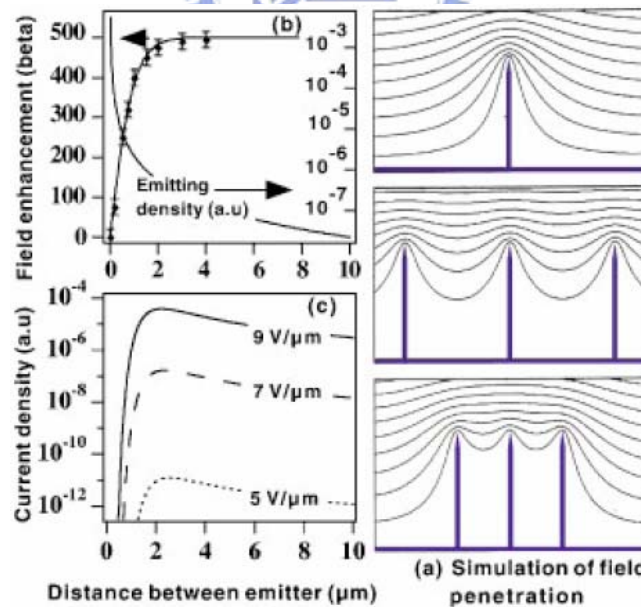 (b)
Field enhancement (beta)
500
400
300
200
100
0
10⁻³
10⁻⁴
10⁻⁵
10⁻⁶
10⁻⁷
Emitting
density (a.u)
0 2 4 6 8 10
(c)
Current density (a.u)
10⁻⁴
10⁻⁶
10⁻⁸
10⁻¹⁰
10⁻¹²
9 V/µm
7 V/µm
5 V/µm
0 2 4 6 8 10
Distance between emitter (µm)
(a) Simulation of field
penetration